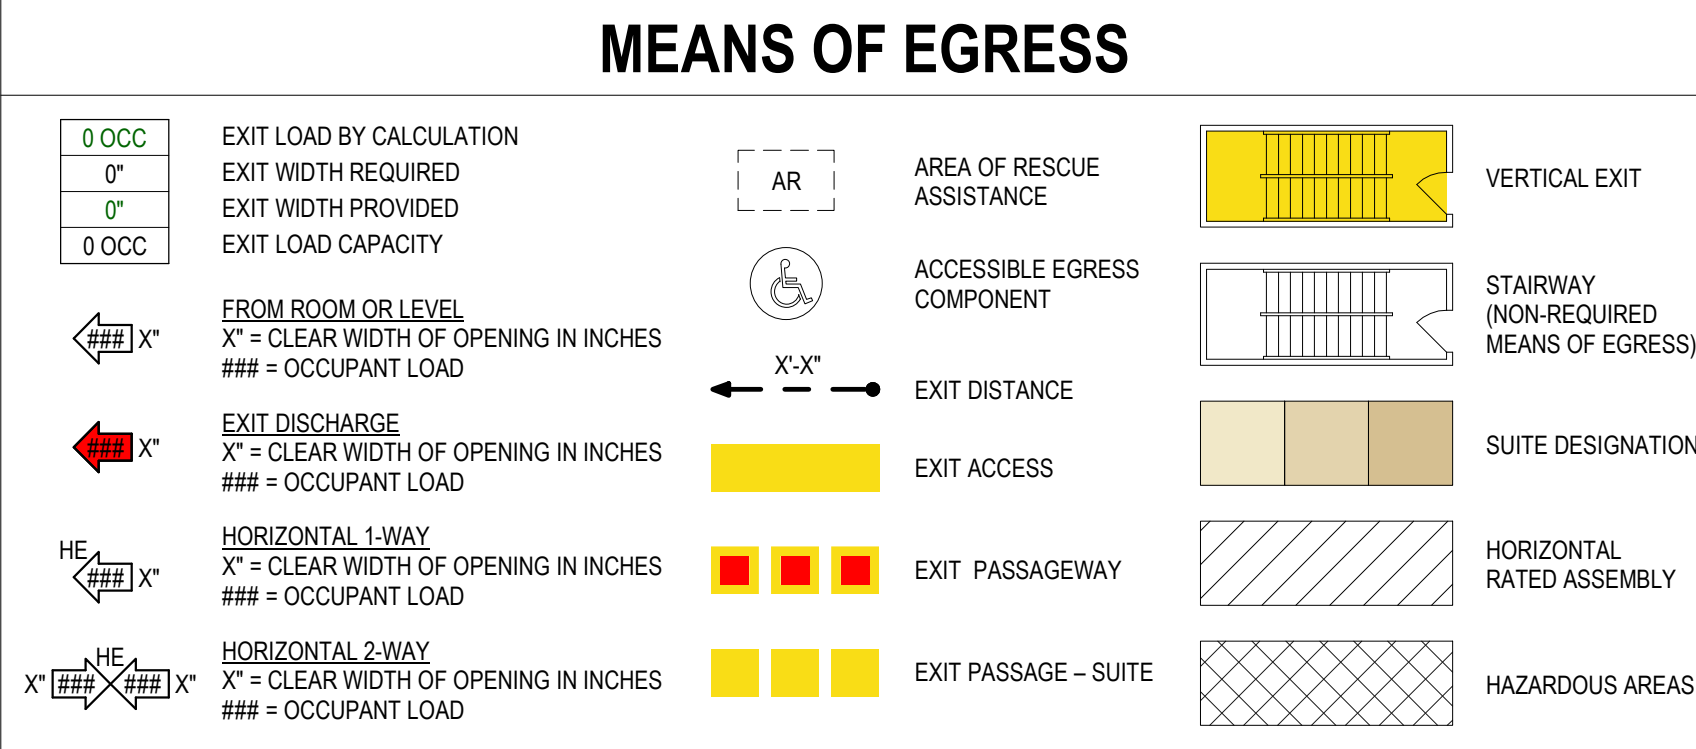 MEANS OF EGRESS
0 OCC
EXIT LOAD BY CALCULATION
0"
EXIT WIDTH REQUIRED
0"
EXIT WIDTH PROVIDED
0 OCC
EXIT LOAD CAPACITY
### X"
FROM ROOM OR LEVEL
X" = CLEAR WIDTH OF OPENING IN INCHES
### = OCCUPANT LOAD
### X"
EXIT DISCHARGE
X" = CLEAR WIDTH OF OPENING IN INCHES
### = OCCUPANT LOAD
HE
### X"
HORIZONTAL 1-WAY
X" = CLEAR WIDTH OF OPENING IN INCHES
### = OCCUPANT LOAD
HE
X" ### ### X"
HORIZONTAL 2-WAY
X" = CLEAR WIDTH OF OPENING IN INCHES
### = OCCUPANT LOAD
AR
AREA OF RESCUE
ASSISTANCE
ACCESSIBLE EGRESS
COMPONENT
X'-X"
EXIT DISTANCE
EXIT ACCESS
EXIT PASSAGEWAY
EXIT PASSAGE – SUITE
VERTICAL EXIT
STAIRWAY
(NON-REQUIRED
MEANS OF EGRESS)
SUITE DESIGNATION
HORIZONTAL
RATED ASSEMBLY
HAZARDOUS AREAS